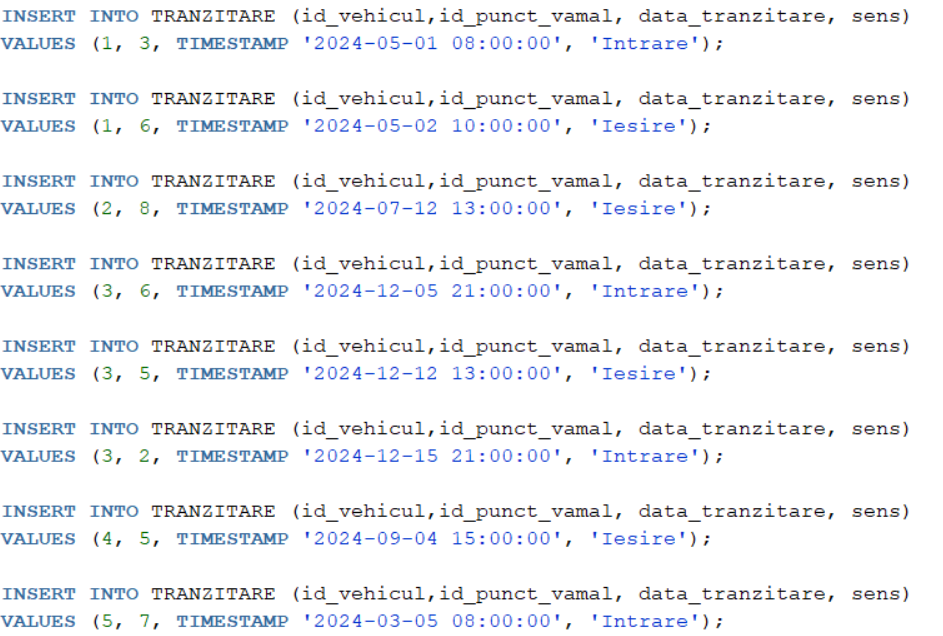 INSERT INTO TRANZITARE (id_vehicul,id_punct_vamal, data_tranzitare, sens)
VALUES (1, 3, TIMESTAMP '2024-05-01 08:00:00', 'Intrare');
INSERT INTO TRANZITARE (id_vehicul,id_punct_vamal, data_tranzitare, sens)
VALUES (1, 6, TIMESTAMP '2024-05-02 10:00:00', 'Iesire');
INSERT INTO TRANZITARE (id_vehicul,id_punct_vamal, data_tranzitare, sens)
VALUES (2, 8, TIMESTAMP '2024-07-12 13:00:00', 'Iesire');
INSERT INTO TRANZITARE (id_vehicul,id_punct_vamal, data_tranzitare, sens)
VALUES (3, 6, TIMESTAMP '2024-12-05 21:00:00', 'Intrare');
INSERT INTO TRANZITARE (id_vehicul,id_punct_vamal, data_tranzitare, sens)
VALUES (3, 5, TIMESTAMP '2024-12-12 13:00:00', 'Iesire');
INSERT INTO TRANZITARE (id_vehicul,id_punct_vamal, data_tranzitare, sens)
VALUES (3, 2, TIMESTAMP '2024-12-15 21:00:00', 'Intrare');
INSERT INTO TRANZITARE (id_vehicul,id_punct_vamal, data_tranzitare, sens)
VALUES (4, 5, TIMESTAMP '2024-09-04 15:00:00', 'Iesire');
INSERT INTO TRANZITARE (id_vehicul,id_punct_vamal, data_tranzitare, sens)
VALUES (5, 7, TIMESTAMP '2024-03-05 08:00:00', 'Intrare');